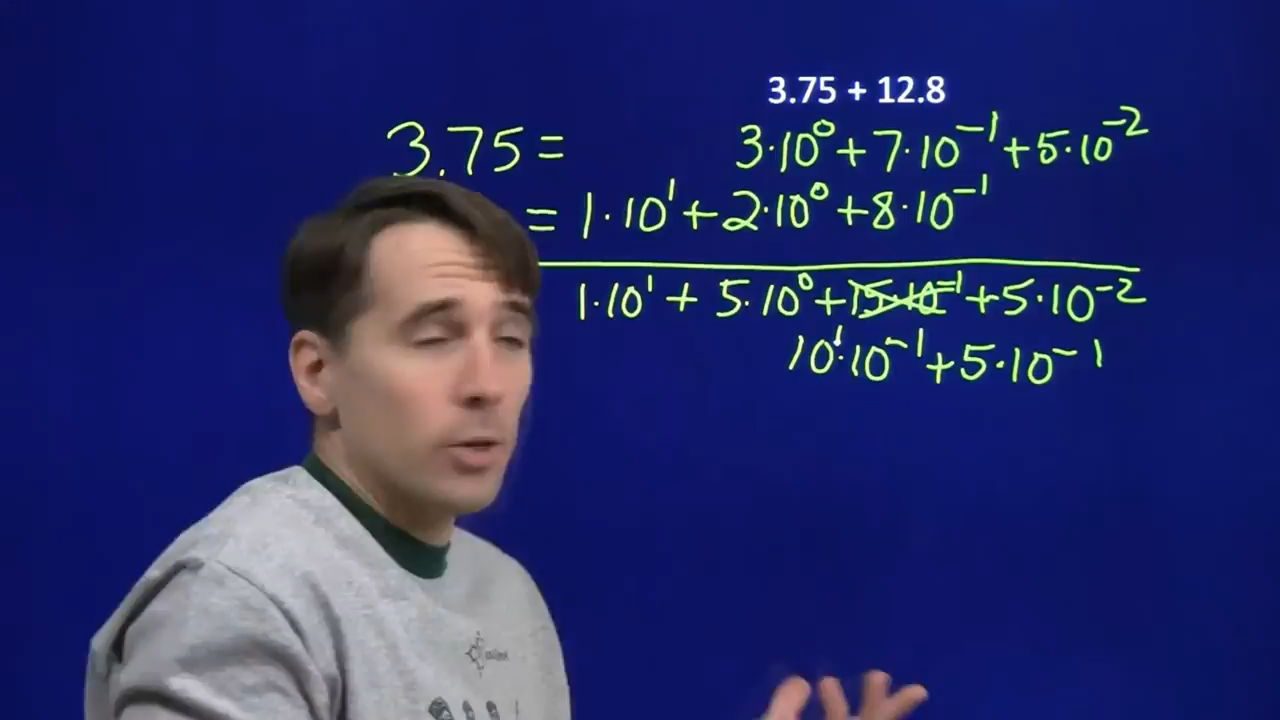 3.75 + 12.8
3.75 = 3·10⁰ + 7·10⁻¹ + 5·10⁻²
= 1·10¹ + 2·10⁰ + 8·10⁻¹
1·10¹ + 5·10⁰ + 15·10⁻¹ + 5·10⁻²
10¹·10⁻¹ + 5·10⁻¹